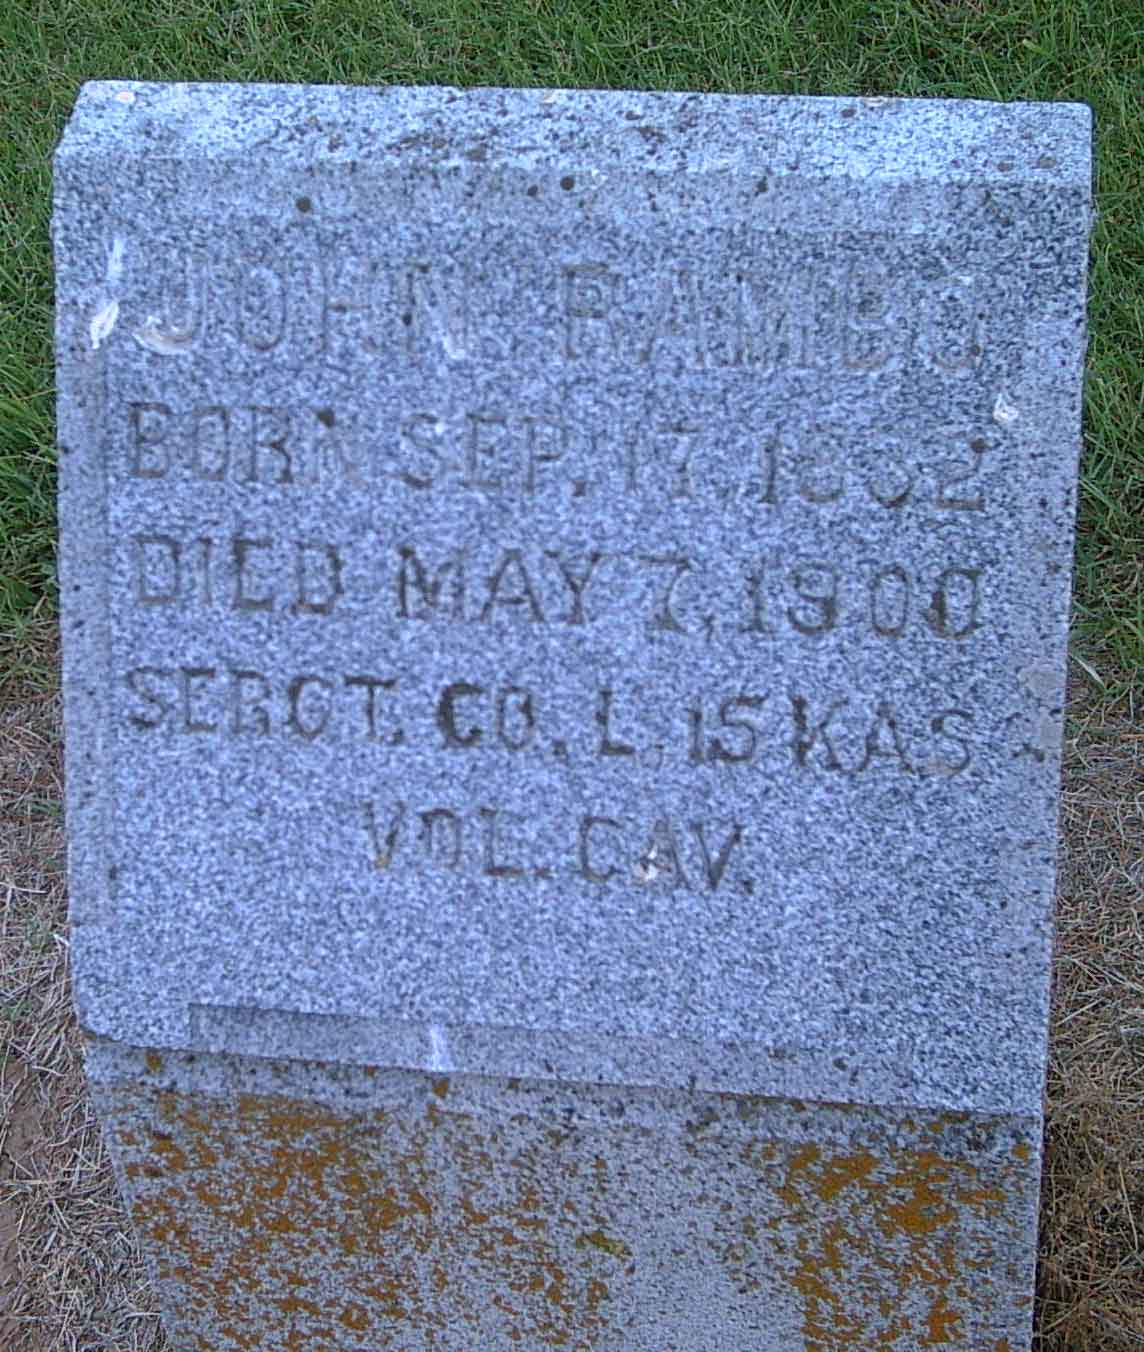 JOHN L. RAMBO
BORN SEP. 17, 1832
DIED MAY 7, 1900
SERGT. CO. L. 15 KAS
VOL. CAV.